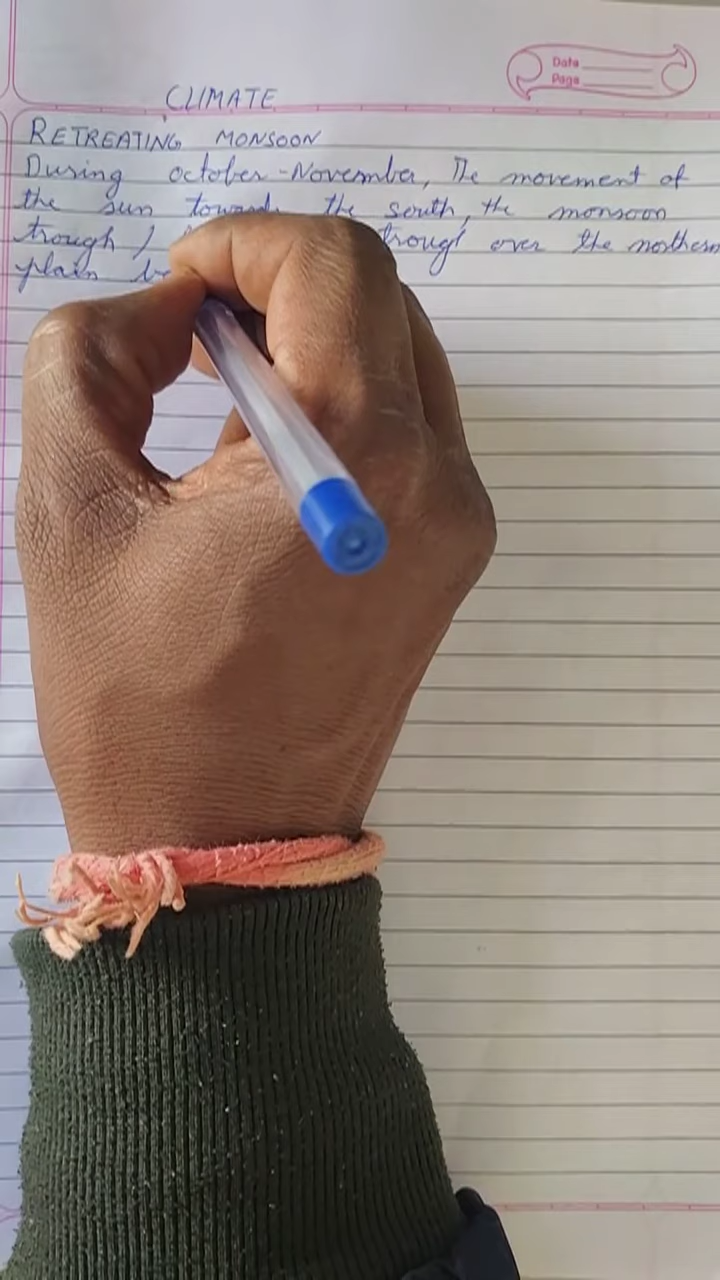 Date
Page
CLIMATE
RETREATING MONSOON
During october-November, The movement of
the sun towards the south, the monsoon
trough / trough over the northern
plain